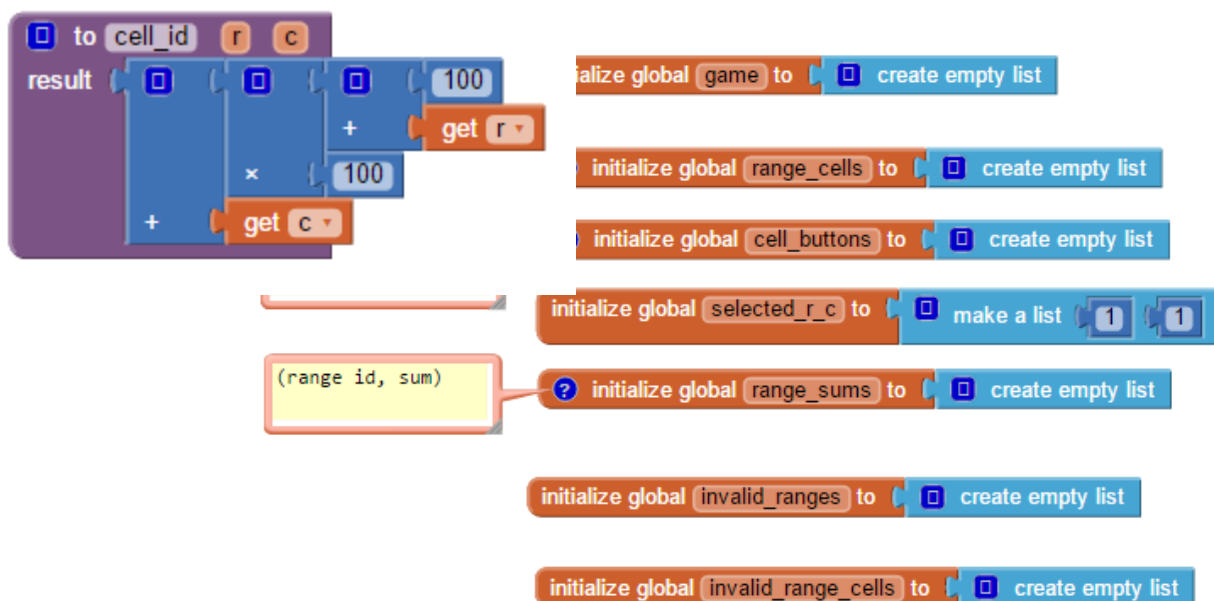 to cell_id r c
result
100
+ get r
× 100
+ get c
ialize global game to create empty list
initialize global range_cells to create empty list
initialize global cell_buttons to create empty list
initialize global selected_r_c to make a list 1 1
(range id, sum)
? initialize global range_sums to create empty list
initialize global invalid_ranges to create empty list
initialize global invalid_range_cells to create empty list